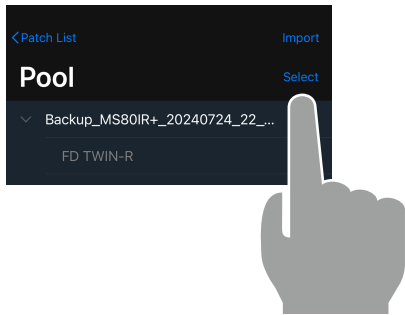 Patch List
Import
Pool
Select
Backup_MS80IR+_20240724_22_...
FD TWIN-R